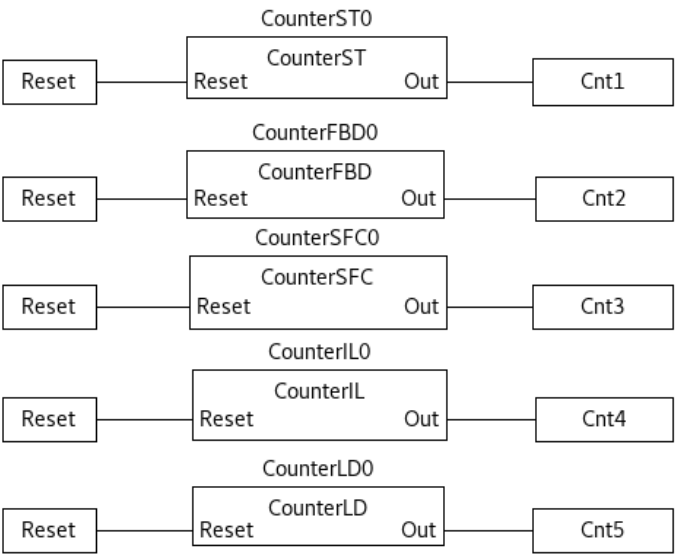 CounterST0
CounterST
Reset Reset Out Cnt1
CounterFBD0
CounterFBD
Reset Reset Out Cnt2
CounterSFC0
CounterSFC
Reset Reset Out Cnt3
CounterIL0
CounterIL
Reset Reset Out Cnt4
CounterLD0
CounterLD
Reset Reset Out Cnt5